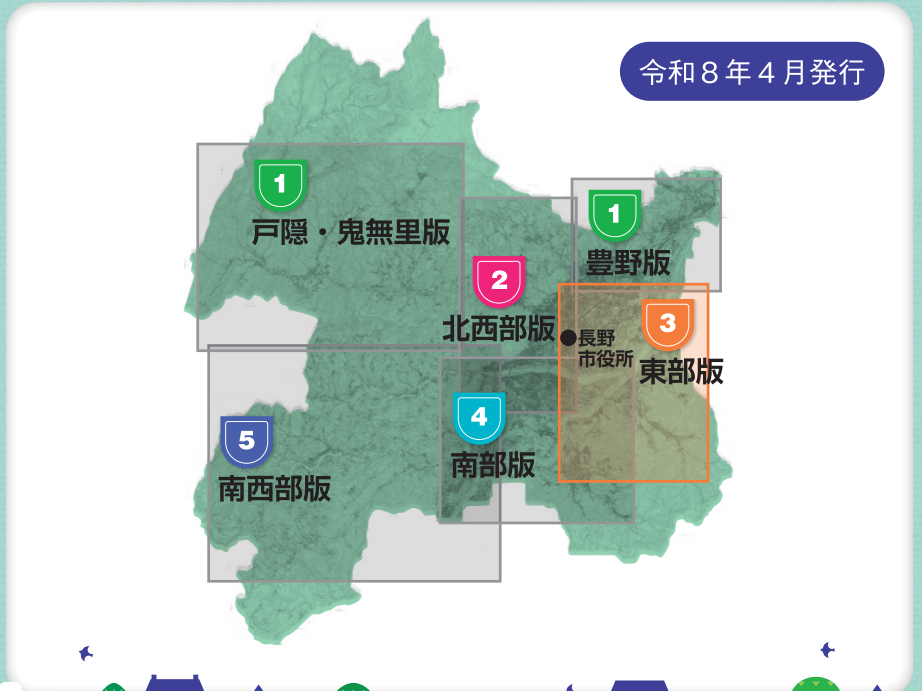 令和８年４月発行
1
戸隠・鬼無里版
1
豊野版
2
北西部版
3
東部版
長野
市役所
4
南部版
5
南西部版